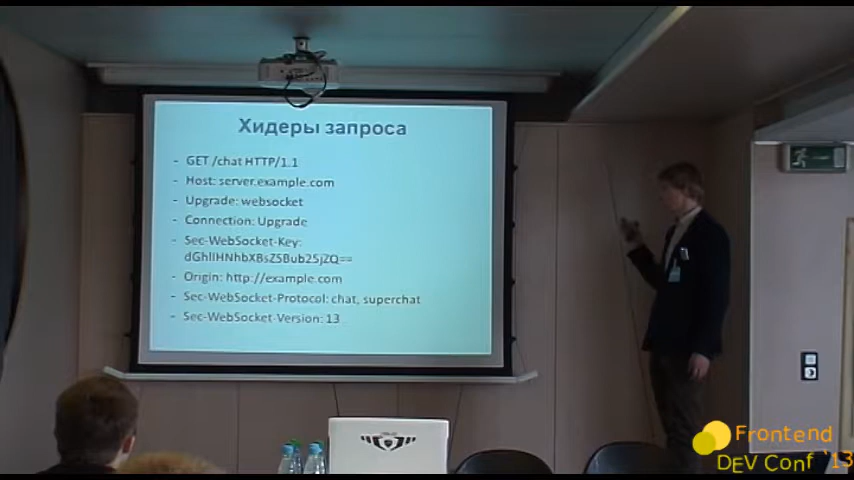 Хидеры запроса
- GET /chat HTTP/1.1
- Host: server.example.com
- Upgrade: websocket
- Connection: Upgrade
- Sec-WebSocket-Key:
dGhlIHNhbXBsZSBub25jZQ==
- Origin: http://example.com
- Sec-WebSocket-Protocol: chat, superchat
- Sec-WebSocket-Version: 13
Frontend
DEV Conf '13